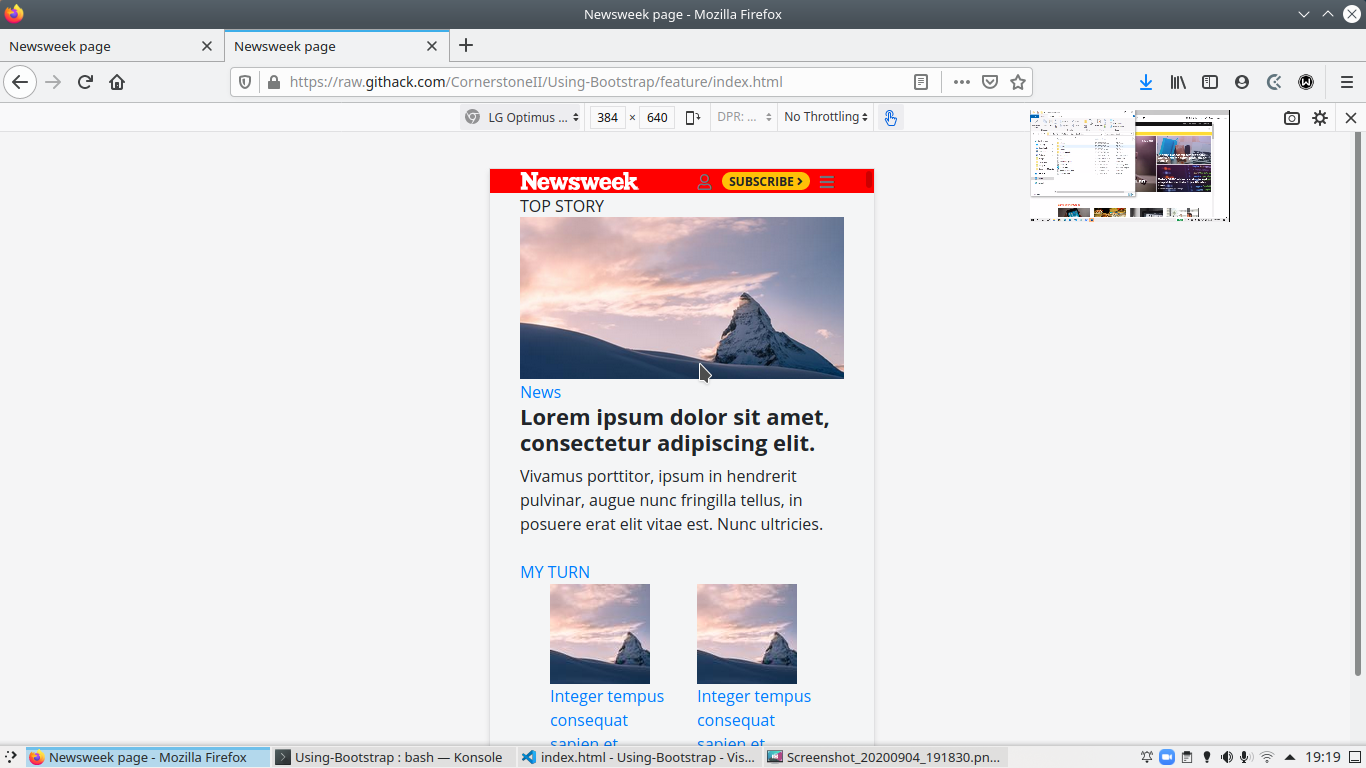 Newsweek page - Mozilla Firefox
Newsweek page
Newsweek page
https://raw.githack.com/CornerstoneII/Using-Bootstrap/feature/index.html
LG Optimus ... 384 × 640 DPR: ... No Throttling
Newsweek SUBSCRIBE
TOP STORY
News
Lorem ipsum dolor sit amet,
consectetur adipiscing elit.
Vivamus porttitor, ipsum in hendrerit
pulvinar, augue nunc fringilla tellus, in
posuere erat elit vitae est. Nunc ultricies.
MY TURN
Integer tempus
consequat
sapien et
Integer tempus
consequat
sapien et
Newsweek page - Mozilla Firefox
Using-Bootstrap : bash — Konsole
index.html - Using-Bootstrap - Vis...
Screenshot_20200904_191830.pn...
19:19